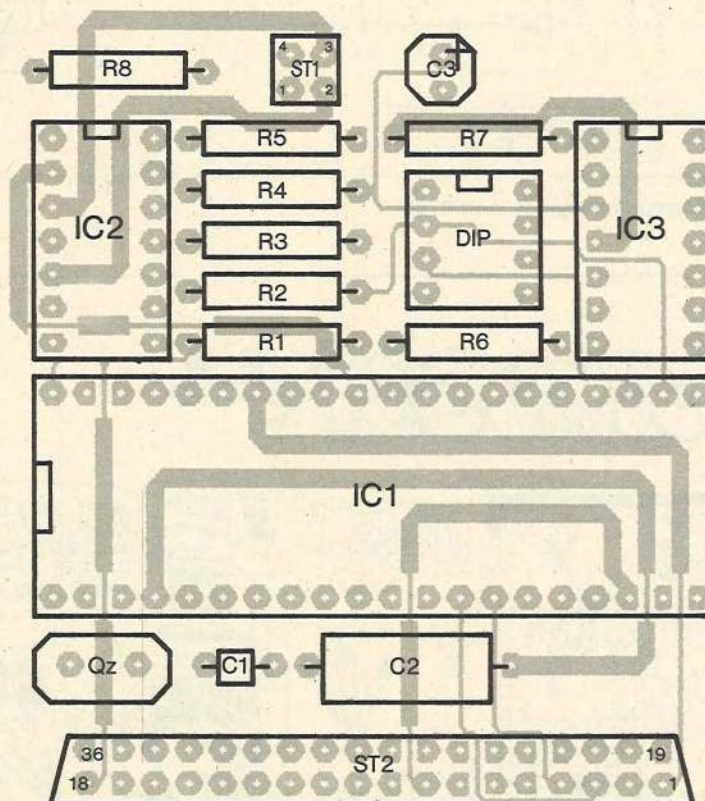 4 3
R8 ST1 C3
1 2
R5 R7
R4
IC2 R3 DIP IC3
R2
R1 R6
IC1
Qz C1 C2
36 ST2 19
18 1